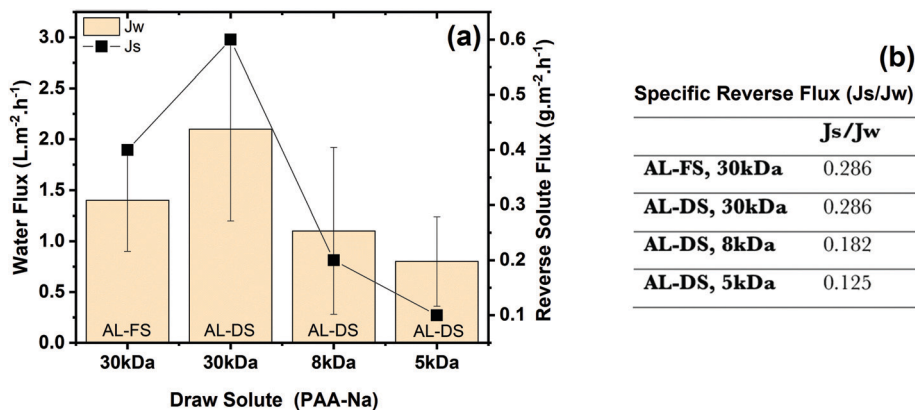 (a)
Jw
Js
Water Flux (L.m⁻².h⁻¹)
3.0
2.5
2.0
1.5
1.0
0.5
0.0
Reverse Solute Flux (g.m⁻².h⁻¹)
0.6
0.5
0.4
0.3
0.2
0.1
AL-FS AL-DS AL-DS AL-DS
30kDa 30kDa 8kDa 5kDa
Draw Solute (PAA-Na)
(b)
Specific Reverse Flux (Js/Jw)
Js/Jw
AL-FS, 30kDa 0.286
AL-DS, 30kDa 0.286
AL-DS, 8kDa 0.182
AL-DS, 5kDa 0.125